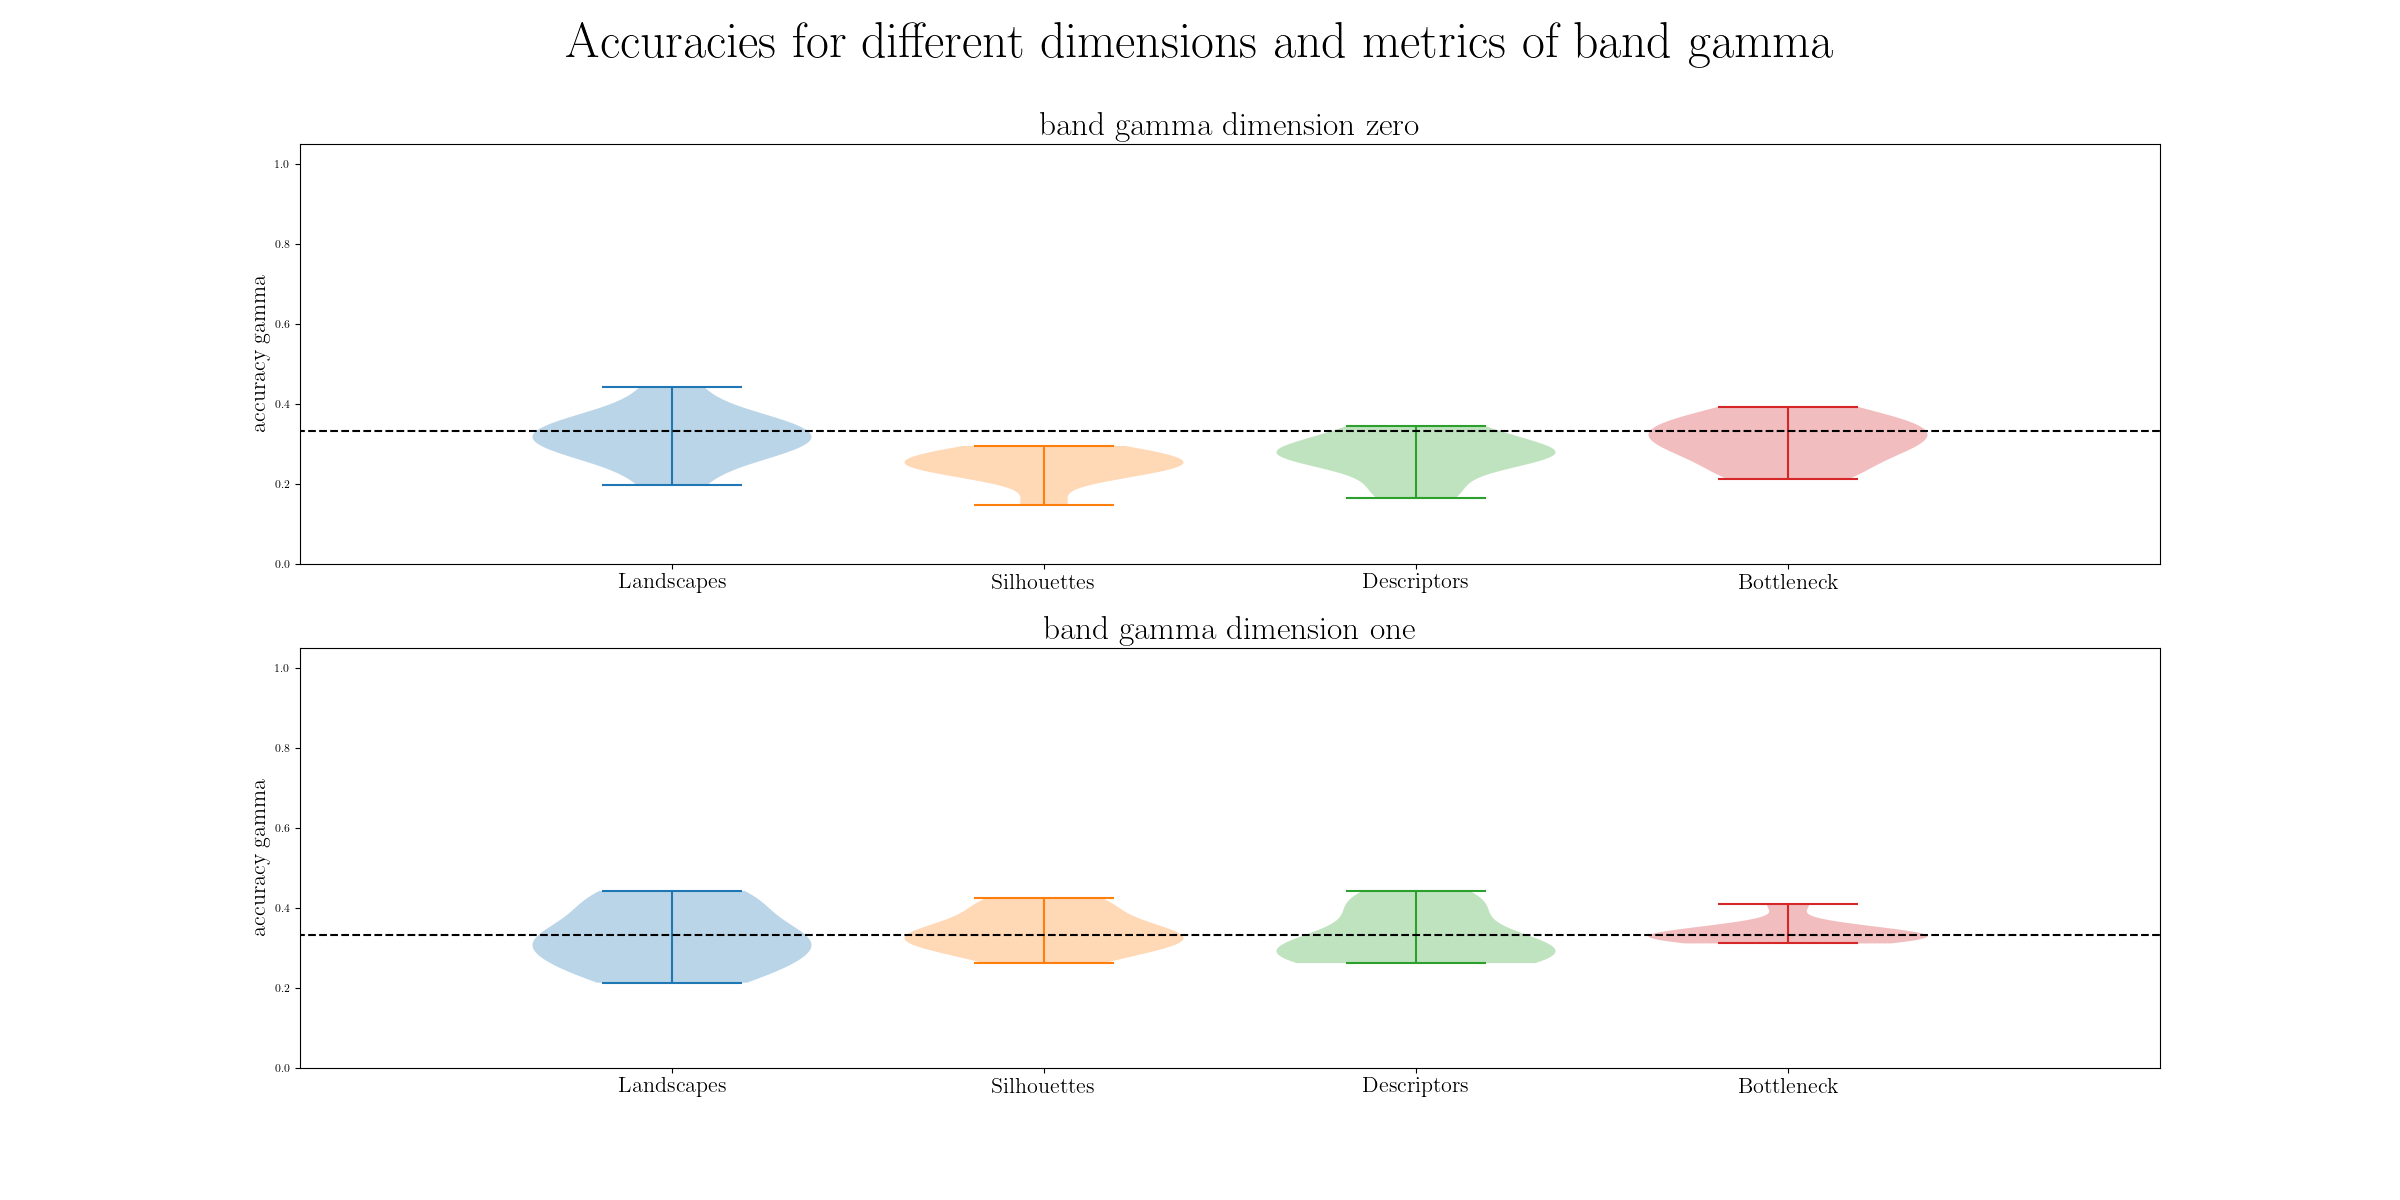 Accuracies for different dimensions and metrics of band gamma
band gamma dimension zero
accuracy gamma
1.0
0.8
0.6
0.4
0.2
0.0
Landscapes Silhouettes Descriptors Bottleneck
band gamma dimension one
accuracy gamma
1.0
0.8
0.6
0.4
0.2
0.0
Landscapes Silhouettes Descriptors Bottleneck